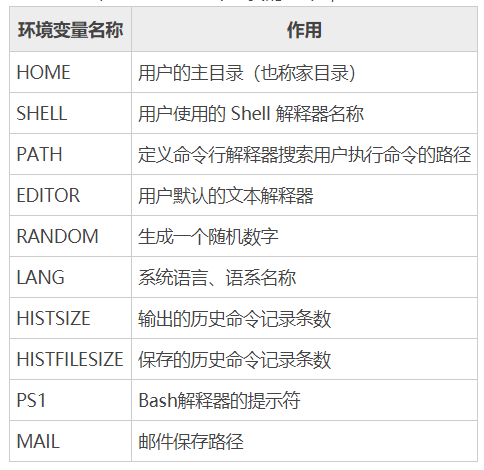 环境变量名称 作用
HOME 用户的主目录（也称家目录）
SHELL 用户使用的 Shell 解释器名称
PATH 定义命令行解释器搜索用户执行命令的路径
EDITOR 用户默认的文本解释器
RANDOM 生成一个随机数字
LANG 系统语言、语系名称
HISTSIZE 输出的历史命令记录条数
HISTFILESIZE 保存的历史命令记录条数
PS1 Bash解释器的提示符
MAIL 邮件保存路径